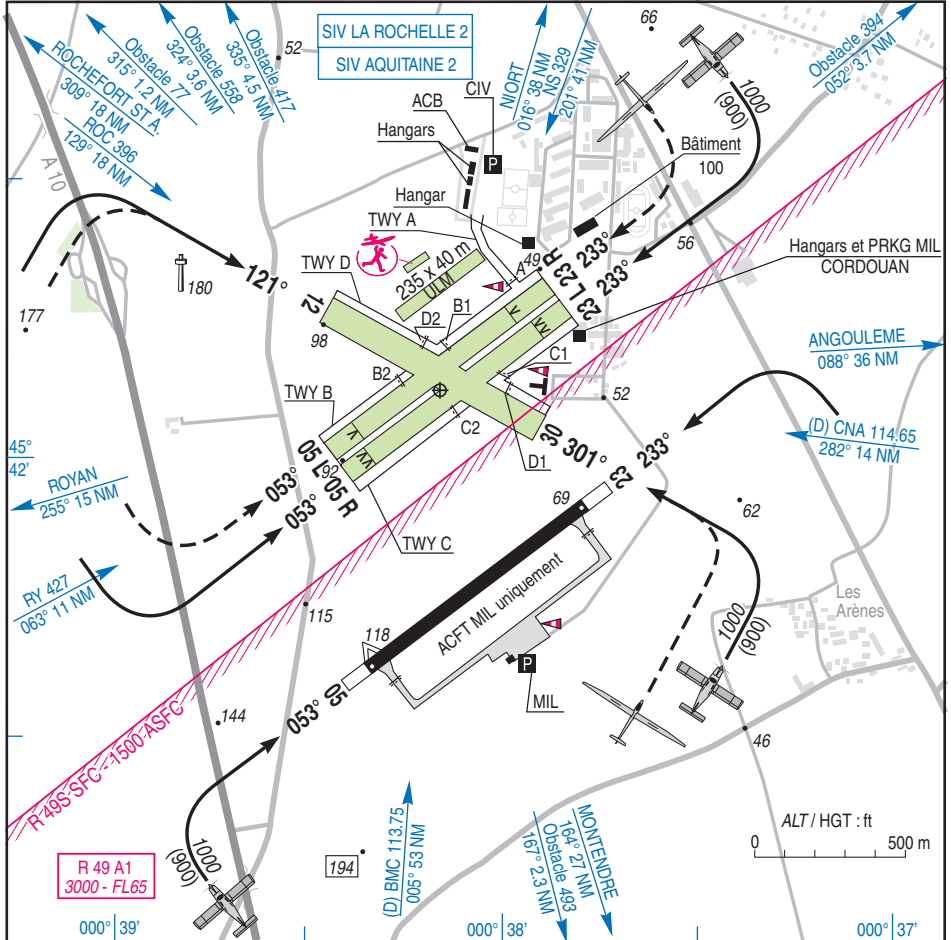 SIV LA ROCHELLE 2
SIV AQUITAINE 2
ROCHEFORT ST A.
309° 18 NM
ROC 396
129° 18 NM
Obstacle 77
315° 1.2 NM
Obstacle 558
324° 3.6 NM
Obstacle 417
335° 4.5 NM
52
A 10
ACB
CIV
P
Hangars
NIORT
016° 38 NM
NS 329
201° 41 NM
66
1000
(900)
Obstacle 394
052° 3.7 NM
Bâtiment
100
Hangar
TWY A
49
A
56
Hangars et PRKG MIL
CORDOUAN
TWY D
235 x 40 m
ULM
23 L
23 R
233°
233°
180
121°
12
177
98
D2
B1
V
VV
C1
T
ANGOULEME
088° 36 NM
B2
TWY B
52
C2
D1
30
301°
(D) CNA 114.65
282° 14 NM
45°
42'
V
VV
92
05 L
05 R
053°
053°
ROYAN
255° 15 NM
TWY C
23
233°
69
62
RY 427
063° 11 NM
115
ACFT MIL uniquement
118
Les
Arènes
1000
(900)
P
MIL
05
053°
144
46
R 49S SFC - 1500 ASFC
1000
(900)
R 49 A1
3000 - FL65
194
(D) BMC 113.75
005° 53 NM
MONTENDRE
164° 27 NM
Obstacle 493
167° 2.3 NM
ALT / HGT : ft
0
500 m
000° 39'
000° 38'
000° 37'